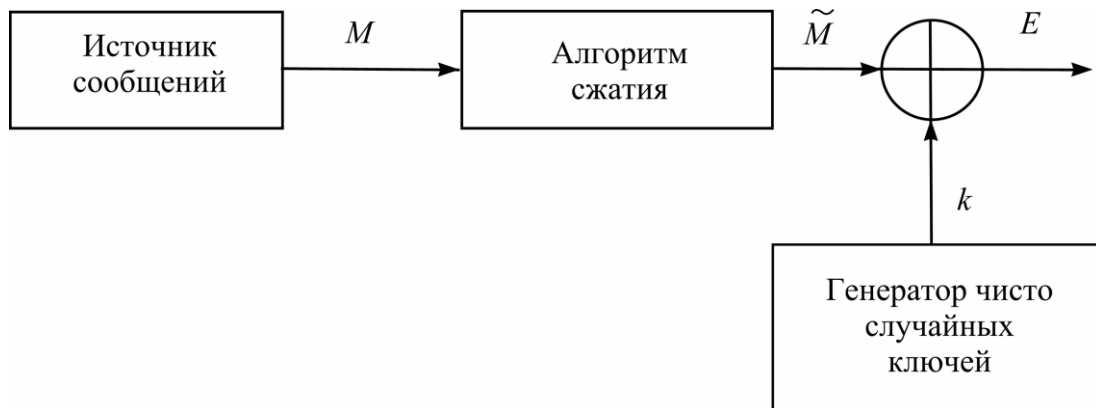 Источник
сообщений
M
Алгоритм
сжатия
M̃
E
k
Генератор чисто
случайных
ключей